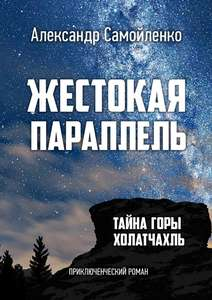 Александр Самойленко
ЖЕСТОКАЯ
ПАРАЛЛЕЛЬ
ТАЙНА ГОРЫ
ХОЛАТЧАХЛЬ
ПРИКЛЮЧЕНЧЕСКИЙ РОМАН